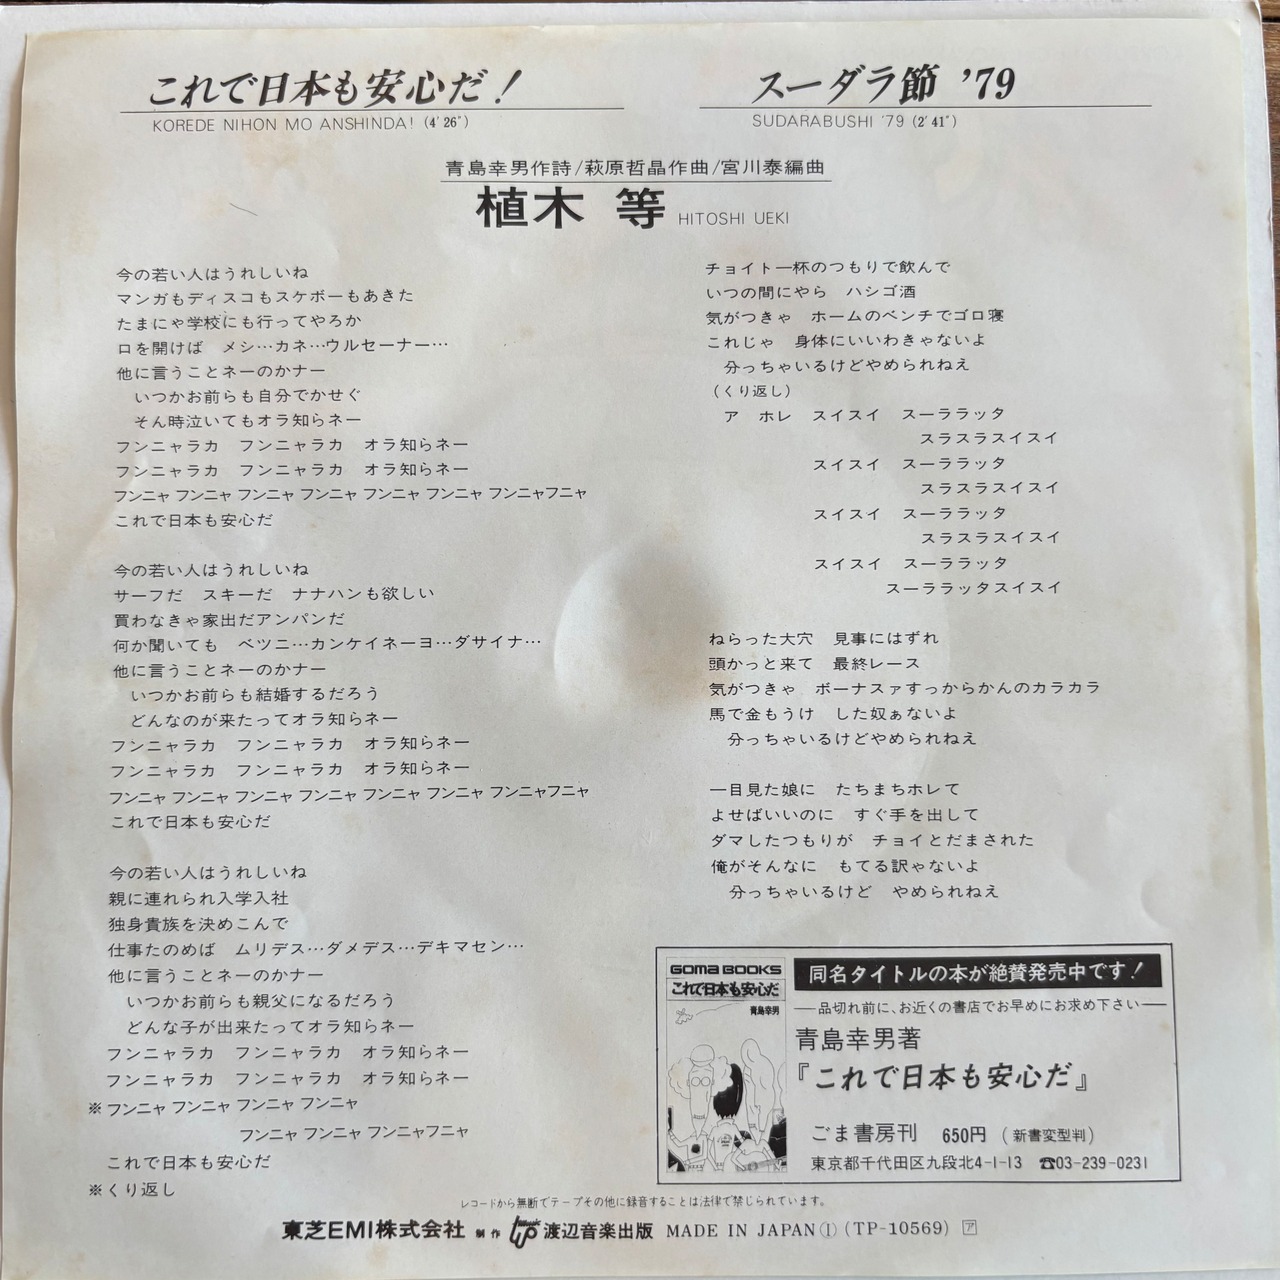 これで日本も安心だ！
KOREDE NIHON MO ANSHINDA! (4′26″)
スーダラ節 ’79
SUDARABUSHI ’79 (2′41″)
青島幸男作詩/萩原哲晶作曲/宮川泰編曲
植木 等 HITOSHI UEKI
今の若い人はうれしいね
マンガもディスコもスケボーもあきた
たまにゃ学校にも行ってやろか
口を開けば　メシ…カネ…ウルセーナー…
他に言うことネーのかナー
いつかお前らも自分でかせぐ
そん時泣いてもオラ知らネー
フンニャラカ　フンニャラカ　オラ知らネー
フンニャラカ　フンニャラカ　オラ知らネー
フンニャ フンニャ フンニャ フンニャ フンニャ フンニャ フンニャフニャ
これで日本も安心だ
今の若い人はうれしいね
サーフだ　スキーだ　ナナハンも欲しい
買わなきゃ家出だアンパンだ
何か聞いても　ベツニ…カンケイネーヨ…ダサイナ…
他に言うことネーのかナー
いつかお前らも結婚するだろう
どんなのが来たってオラ知らネー
フンニャラカ　フンニャラカ　オラ知らネー
フンニャラカ　フンニャラカ　オラ知らネー
フンニャ フンニャ フンニャ フンニャ フンニャ フンニャ フンニャフニャ
これで日本も安心だ
今の若い人はうれしいね
親に連れられ入学入社
独身貴族を決めこんで
仕事たのめば　ムリデス…ダメデス…デキマセン…
他に言うことネーのかナー
いつかお前らも親父になるだろう
どんな子が出来たってオラ知らネー
フンニャラカ　フンニャラカ　オラ知らネー
フンニャラカ　フンニャラカ　オラ知らネー
※フンニャ フンニャ フンニャ フンニャ
フンニャ フンニャ フンニャフニャ
これで日本も安心だ
※くり返し
チョイト一杯のつもりで飲んで
いつの間にやら　ハシゴ酒
気がつきゃ　ホームのベンチでゴロ寝
これじゃ　身体にいいわきゃないよ
分っちゃいるけどやめられねえ
（くり返し）
ア　ホレ　スイスイ　スーララッタ
スラスラスイスイ
スイスイ　スーララッタ
スラスラスイスイ
スイスイ　スーララッタ
スラスラスイスイ
スイスイ　スーララッタ
スーララッタスイスイ
ねらった大穴　見事にはずれ
頭かっと来て　最終レース
気がつきゃ　ボーナスァすっからかんのカラカラ
馬で金もうけ　した奴ぁないよ
分っちゃいるけどやめられねえ
一目見た娘に　たちまちホレて
よせばいいのに　すぐ手を出して
ダマしたつもりが　チョイとだまされた
俺がそんなに　もてる訳ゃないよ
分っちゃいるけど　やめられねえ
GOMA BOOKS
これで日本も安心だ
青島幸男
同名タイトルの本が絶賛発売中です！
—品切れ前に、お近くの書店でお早めにお求め下さい—
青島幸男著
『これで日本も安心だ』
ごま書房刊　650円　（新書変型判）
東京都千代田区九段北4-1-13　☎03-239-0231
レコードから無断でテープその他に録音することは法律で禁じられています。
東芝EMI株式会社 制作 渡辺音楽出版 MADE IN JAPAN Ⓘ (TP-10569) ア